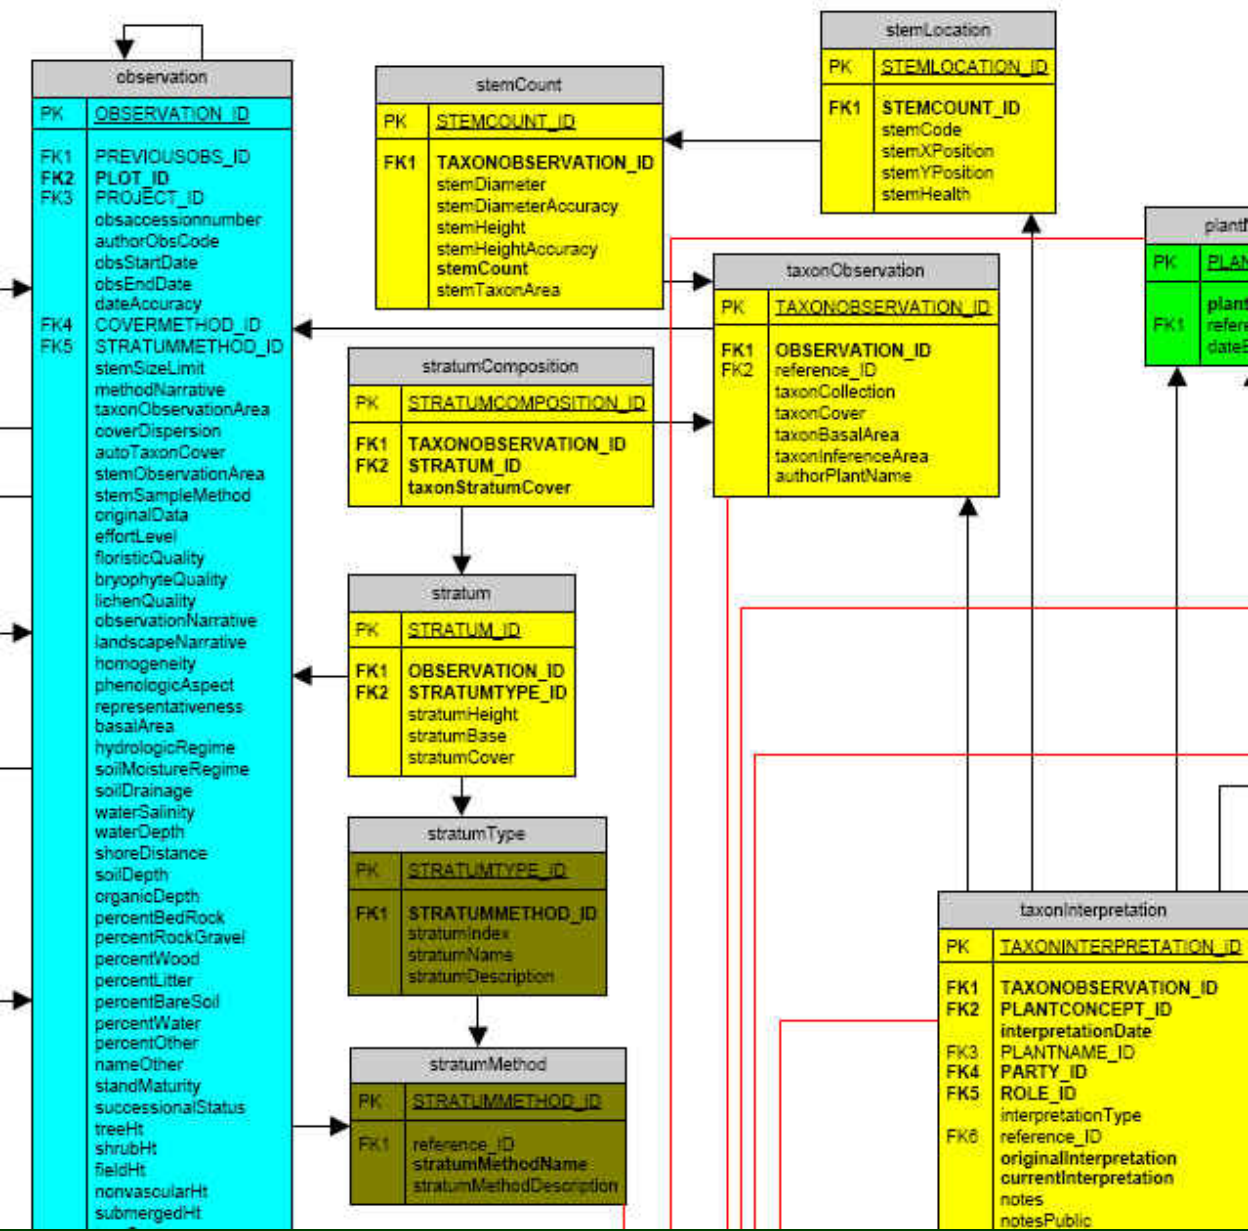 observation
PK OBSERVATION_ID
FK1 PREVIOUSOBS_ID
FK2 PLOT_ID
FK3 PROJECT_ID
obsaccessionnumber
authorObsCode
obsStartDate
obsEndDate
dateAccuracy
FK4 COVERMETHOD_ID
FK5 STRATUMMETHOD_ID
stemSizeLimit
methodNarrative
taxonObservationArea
coverDispersion
autoTaxonCover
stemObservationArea
stemSampleMethod
originalData
effortLevel
floristicQuality
bryophyteQuality
lichenQuality
observationNarrative
landscapeNarrative
homogeneity
phenologicAspect
representativeness
basalArea
hydrologicRegime
soilMoistureRegime
soilDrainage
waterSalinity
waterDepth
shoreDistance
soilDepth
organicDepth
percentBedRock
percentRockGravel
percentWood
percentLitter
percentBareSoil
percentWater
percentOther
nameOther
standMaturity
successionalStatus
treeHt
shrubHt
fieldHt
nonvascularHt
submergedHt
stemCount
PK STEMCOUNT_ID
FK1 TAXONOBSERVATION_ID
stemDiameter
stemDiameterAccuracy
stemHeight
stemHeightAccuracy
stemCount
stemTaxonArea
stratumComposition
PK STRATUMCOMPOSITION_ID
FK1 TAXONOBSERVATION_ID
FK2 STRATUM_ID
taxonStratumCover
stratum
PK STRATUM_ID
FK1 OBSERVATION_ID
FK2 STRATUMTYPE_ID
stratumHeight
stratumBase
stratumCover
stratumType
PK STRATUMTYPE_ID
FK1 STRATUMMETHOD_ID
stratumIndex
stratumName
stratumDescription
stratumMethod
PK STRATUMMETHOD_ID
FK1 reference_ID
stratumMethodName
stratumMethodDescription
stemLocation
PK STEMLOCATION_ID
FK1 STEMCOUNT_ID
stemCode
stemXPosition
stemYPosition
stemHealth
taxonObservation
PK TAXONOBSERVATION_ID
FK1 OBSERVATION_ID
FK2 reference_ID
taxonCollection
taxonCover
taxonBasalArea
taxonInferenceArea
authorPlantName
PK PLAN
plant
FK1 refere
taxonInterpretation
PK TAXONINTERPRETATION_ID
FK1 TAXONOBSERVATION_ID
FK2 PLANTCONCEPT_ID
interpretationDate
FK3 PLANTNAME_ID
FK4 PARTY_ID
FK5 ROLE_ID
interpretationType
FK6 reference_ID
originalInterpretation
currentInterpretation
notes
notesPublic